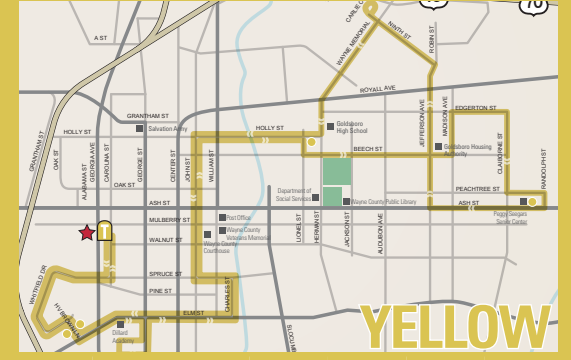 CARLIE C
70
NINTH ST
ROBIN ST
WAYNE MEMORIAL
A ST
ROYALL AVE
GRANTHAM ST
HOLLY ST
Salvation Army
HOLLY ST
Goldsboro
High School
EDGERTON ST
JEFFERSON AVE
MADISON AVE
CLAIBORNE ST
RANDOLPH ST
GRANTHAM ST
OAK ST
ALABAMA ST
GEORGIA AVE
CAROLINA ST
GEORGE ST
CENTER ST
JOHN ST
WILLIAM ST
BEECH ST
Goldsboro Housing
Authority
OAK ST
PEACHTREE ST
Department of
Social Services
Wayne County Public Library
ASH ST
ASH ST
MULBERRY ST
Post Office
Wayne County
Veterans Memorial
Wayne County
Courthouse
WALNUT ST
LIONEL ST
HERMAN ST
JACKSON ST
AUDUBON AVE
Peggy Seegars
Senior Center
T
WHITFIELD DR
SPRUCE ST
PINE ST
CHARLES ST
ELM ST
Dillard
Academy
YELLOW